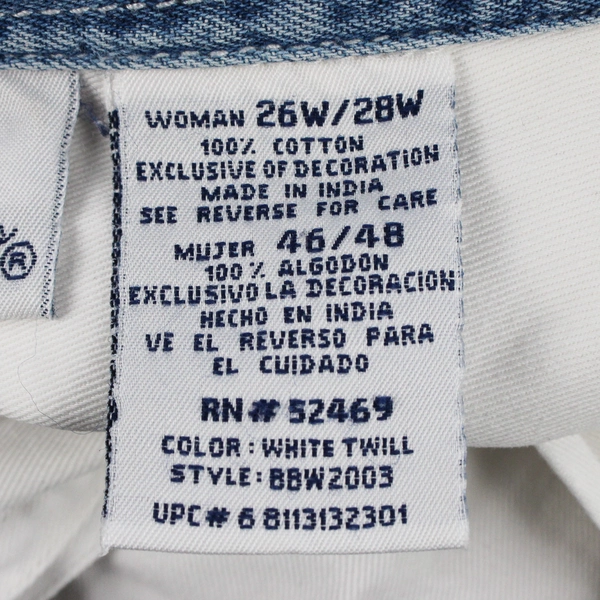 WOMAN 26W/28W
100% COTTON
EXCLUSIVE OF DECORATION
MADE IN INDIA
SEE REVERSE FOR CARE
MUJER 46/48
100% ALGODON
EXCLUSIVO LA DECORACION
HECHO EN INDIA
VE EL REVERSO PARA
EL CUIDADO
RN# 52469
COLOR: WHITE TWILL
STYLE: BBW2003
UPC# 6 8113132301
®